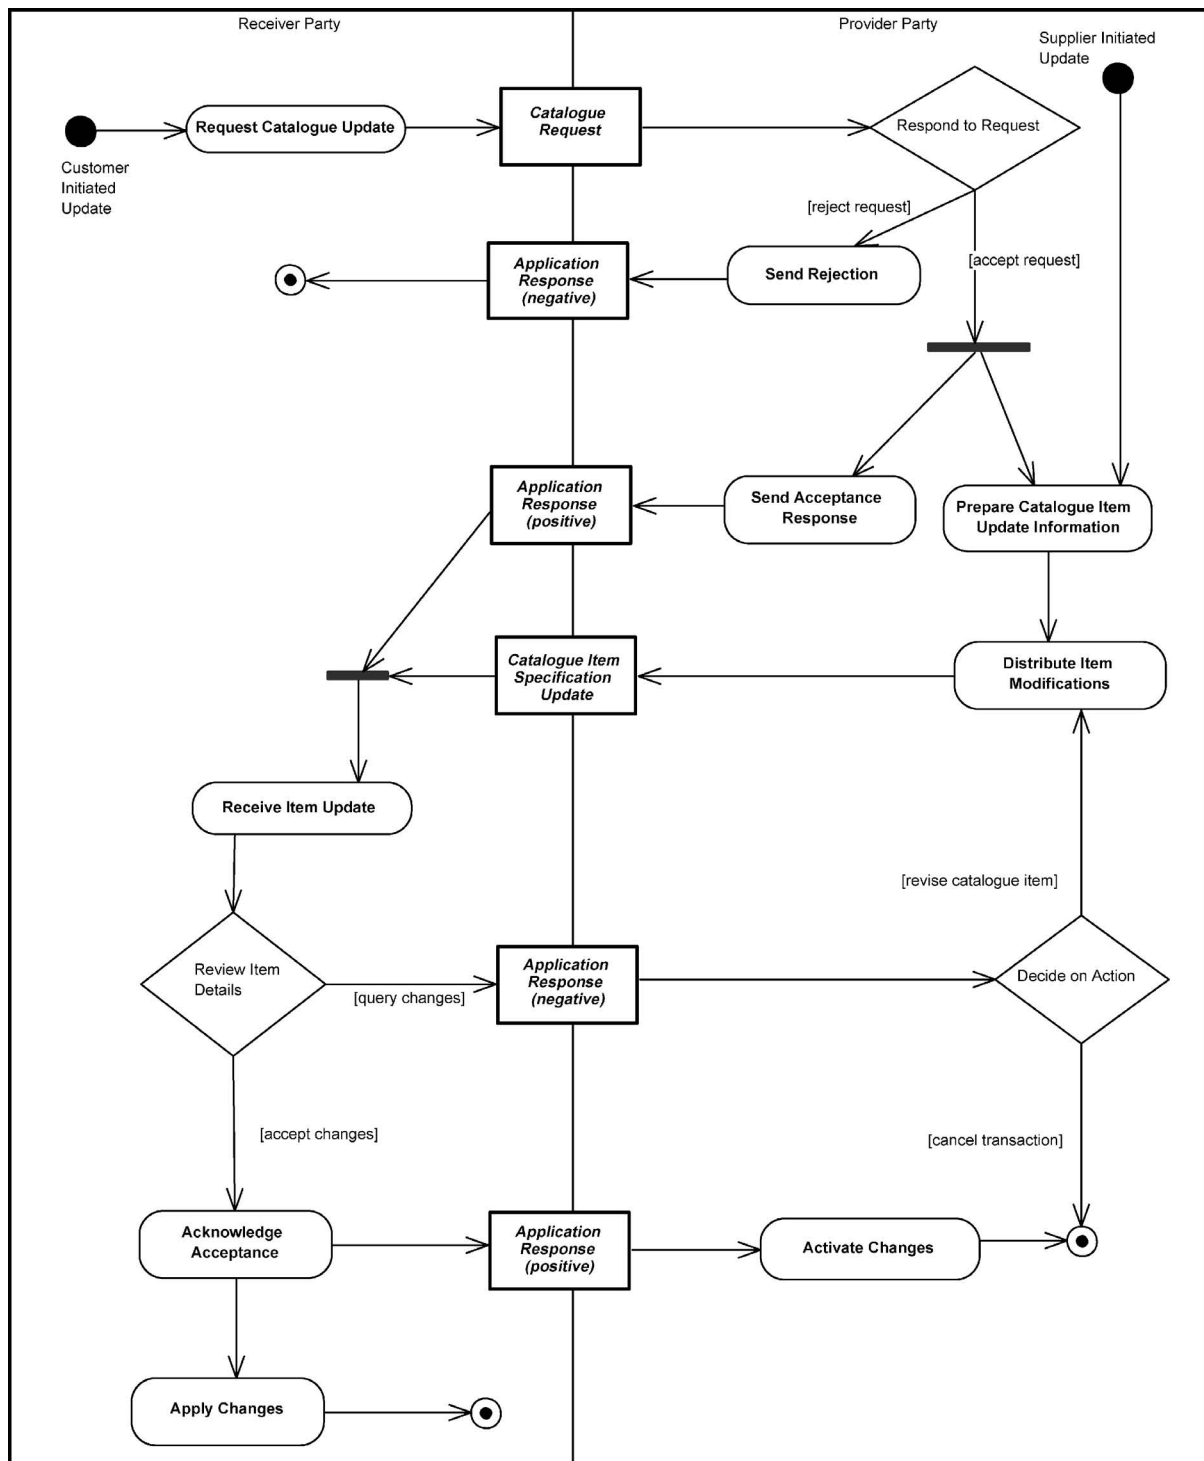 Receiver Party
Provider Party
Supplier Initiated
Update
Customer
Initiated
Update
Request Catalogue Update
Catalogue
Request
Respond to Request
[reject request]
[accept request]
Send Rejection
Application
Response
(negative)
Application
Response
(positive)
Send Acceptance
Response
Prepare Catalogue Item
Update Information
Catalogue Item
Specification
Update
Distribute Item
Modifications
Receive Item Update
[revise catalogue item]
Review Item
Details
[query changes]
Application
Response
(negative)
Decide on Action
[accept changes]
[cancel transaction]
Acknowledge
Acceptance
Application
Response
(positive)
Activate Changes
Apply Changes